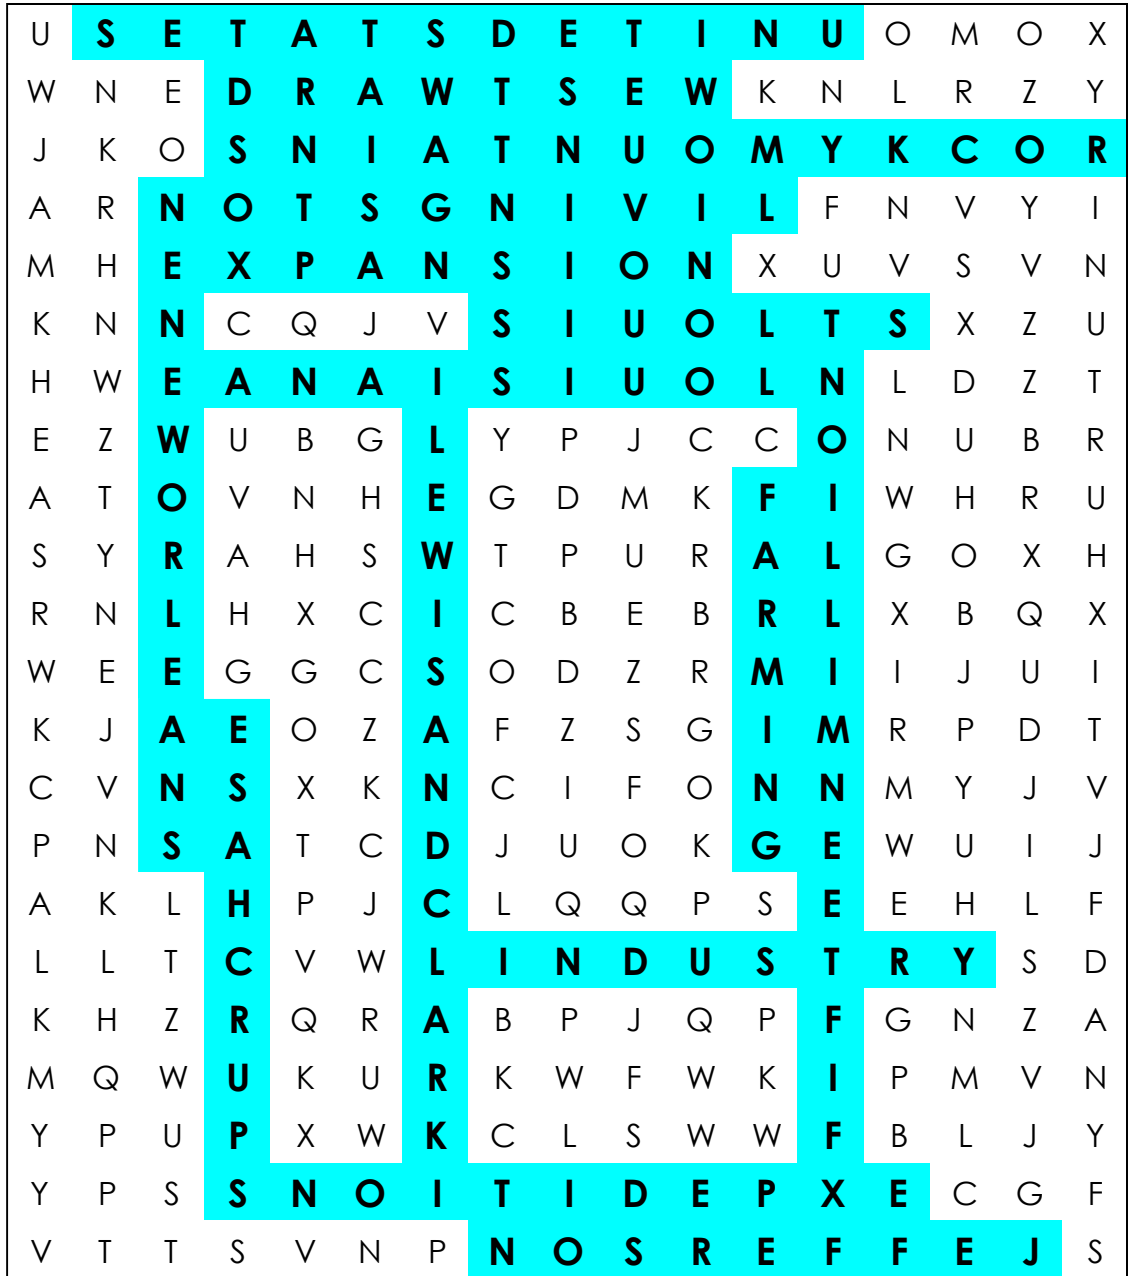 U S E T A T S D E T I N U O M O X
W N E D R A W T S E W K N L R Z Y
J K O S N I A T N U O M Y K C O R
A R N O T S G N I V I L F N V Y I
M H E X P A N S I O N X U V S V N
K N N C Q J V S I U O L T S X Z U
H W E A N A I S I U O L N L D Z T
E Z W U B G L Y P J C C O N U B R
A T O V N H E G D M K F I W H R U
S Y R A H S W T P U R A L G O X H
R N L H X C I C B E B R L X B Q X
W E E G G C S O D Z R M I I J U I
K J A E O Z A F Z S G I M R P D T
C V N S X K N C I F O N N M Y J V
P N S A T C D J U O K G E W U I J
A K L H P J C L Q Q P S E E H L F
L L T C V W L I N D U S T R Y S D
K H Z R Q R A B P J Q P F G N Z A
M Q W U K U R K W F W K I P M V N
Y P U P X W K C L S W W F B L J Y
Y P S S N O I T I D E P X E C G F
V T T S V N P N O S R E F F E J S